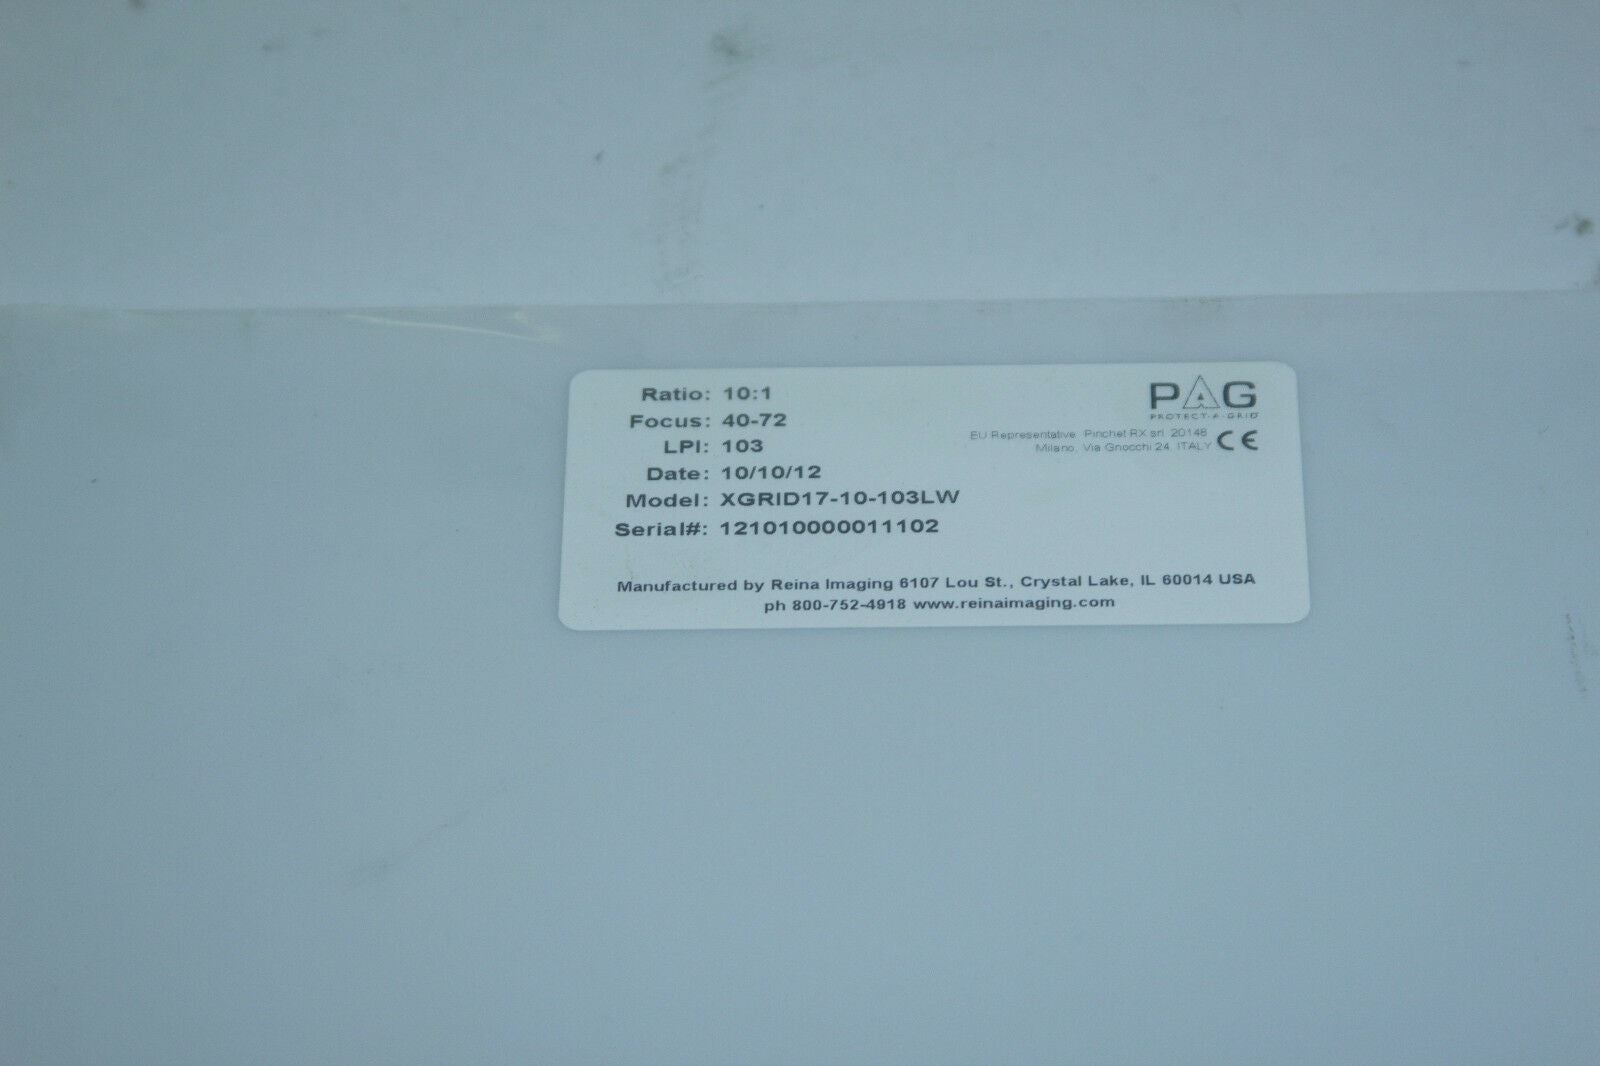 Ratio: 10:1
Focus: 40-72
LPI: 103
Date: 10/10/12
Model: XGRID17-10-103LW
Serial#: 121010000011102
PAG
PROTECT-A-GRID
EU Representative Pinchet RX srl. 20148
Milano, Via Gnocchi 24, ITALY CE
Manufactured by Reina Imaging 6107 Lou St., Crystal Lake, IL 60014 USA
ph 800-752-4918 www.reinaimaging.com